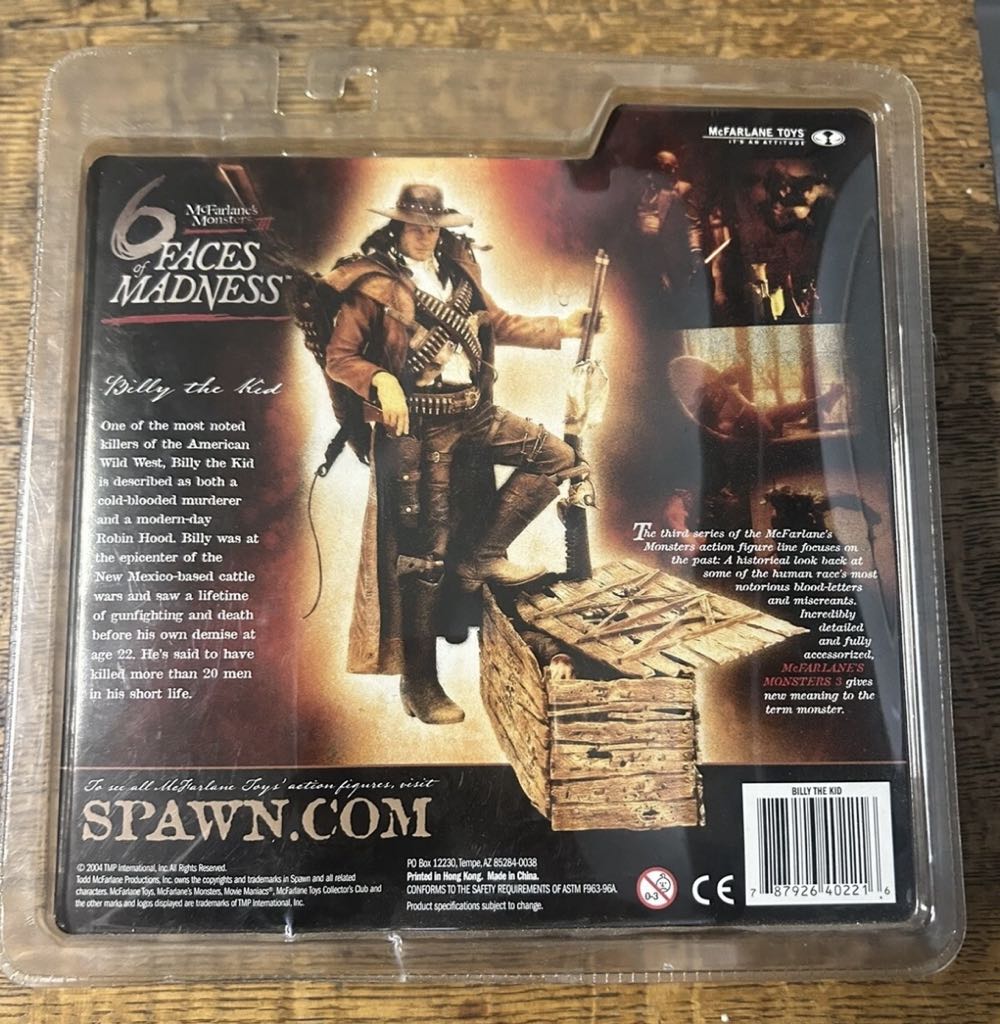 McFARLANE TOYS
IT'S AN ATTITUDE
McFarlane's
Monsters III
6
FACES
of
MADNESS™
Billy the Kid
One of the most noted
killers of the American
Wild West, Billy the Kid
is described as both a
cold-blooded murderer
and a modern-day
Robin Hood. Billy was at
the epicenter of the
New Mexico-based cattle
wars and saw a lifetime
of gunfighting and death
before his own demise at
age 22. He's said to have
killed more than 20 men
in his short life.
The third series of the McFarlane's
Monsters action figure line focuses on
the past: A historical look back at
some of the human race's most
notorious blood-letters
and miscreants.
Incredibly
detailed
and fully
accessorized,
McFARLANE'S
MONSTERS 3 gives
new meaning to the
term monster.
To see all McFarlane Toys' action figures, visit
SPAWN.COM
© 2004 TMP International, Inc. All Rights Reserved.
Todd McFarlane Productions, Inc. owns the copyrights and trademarks in Spawn and all related
characters. McFarlane Toys, McFarlane's Monsters, Movie Maniacs®, McFarlane Toys Collector's Club and
the other marks and logos displayed are trademarks of TMP International, Inc.
PO Box 12230, Tempe, AZ 85284-0038
Printed in Hong Kong. Made in China.
CONFORMS TO THE SAFETY REQUIREMENTS OF ASTM F963-96A.
Product specifications subject to change.
0-3
CE
BILLY THE KID
7 87926 40221 6